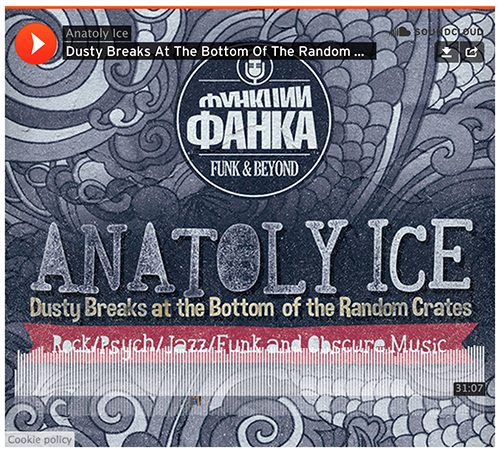 Anatoly Ice
SOUNDCLOUD
Dusty Breaks At The Bottom Of The Random ...
ФУНКЦИИ
ФАНКА
FUNK & BEYOND
ANATOLY ICE
Dusty Breaks at the Bottom of the Random Crates
Rock/Psych/Jazz/Funk and Obscure Music
31:07
Cookie policy